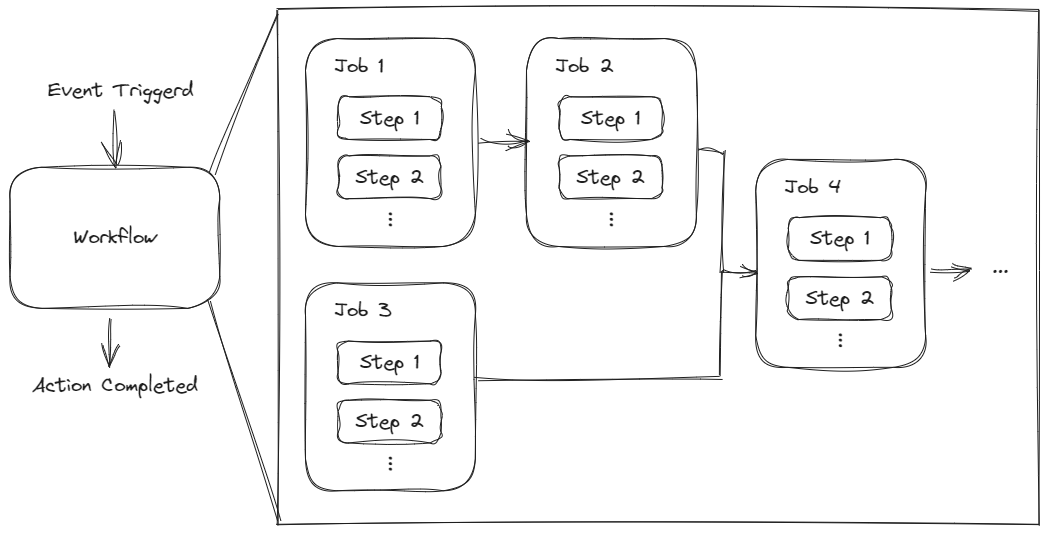 Event Triggerd
Workflow
Action Completed
Job 1
Step 1
Step 2
⋮
Job 2
Step 1
Step 2
⋮
Job 3
Step 1
Step 2
⋮
Job 4
Step 1
Step 2
⋮
...